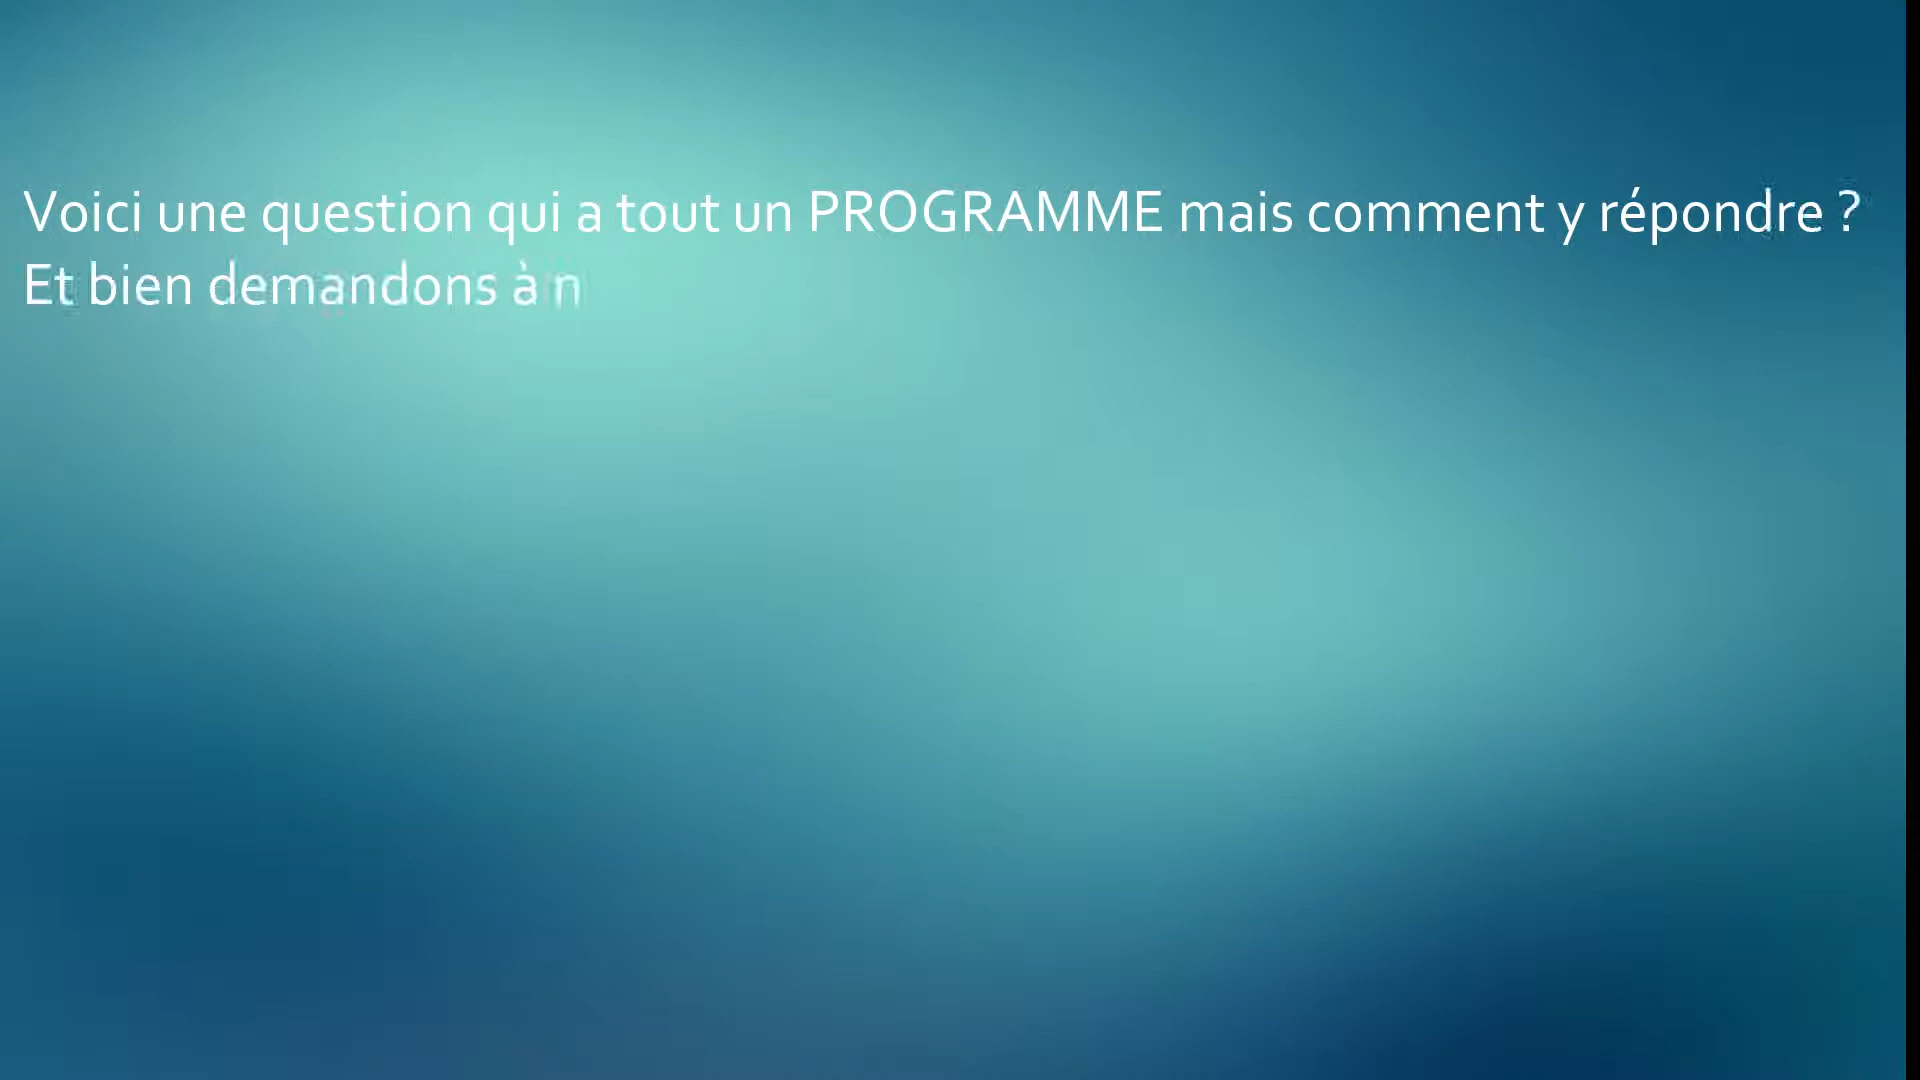 Voici une question qui a tout un PROGRAMME mais comment y répondre ?
Et bien demandons à n